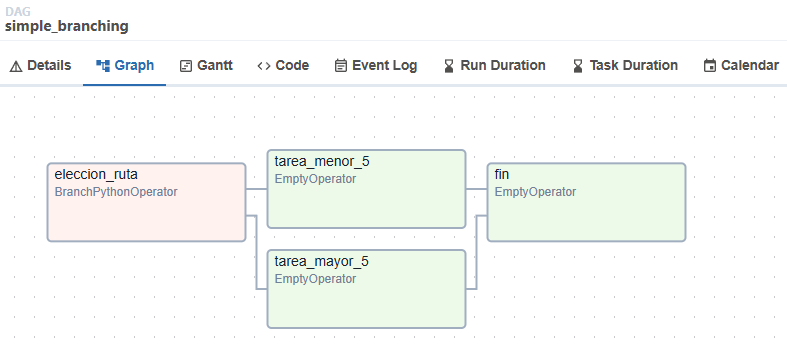 DAG
simple_branching
Details Graph Gantt Code Event Log Run Duration Task Duration Calendar
eleccion_ruta
BranchPythonOperator
tarea_menor_5
EmptyOperator
fin
EmptyOperator
tarea_mayor_5
EmptyOperator